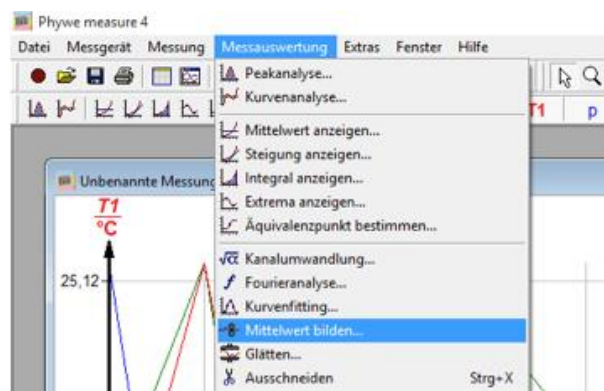 Phywe measure 4
Datei Messgerät Messung Messauswertung Extras Fenster Hilfe
Peakanalyse...
Kurvenanalyse...
T1 p
Mittelwert anzeigen...
Steigung anzeigen...
Integral anzeigen...
Extrema anzeigen...
Äquivalenzpunkt bestimmen...
Unbenannte Messung
T1
°C
25,12
Kanalumwandlung...
Fourieranalyse...
Kurvenfitting...
Mittelwert bilden...
Glätten...
Ausschneiden Strg+X